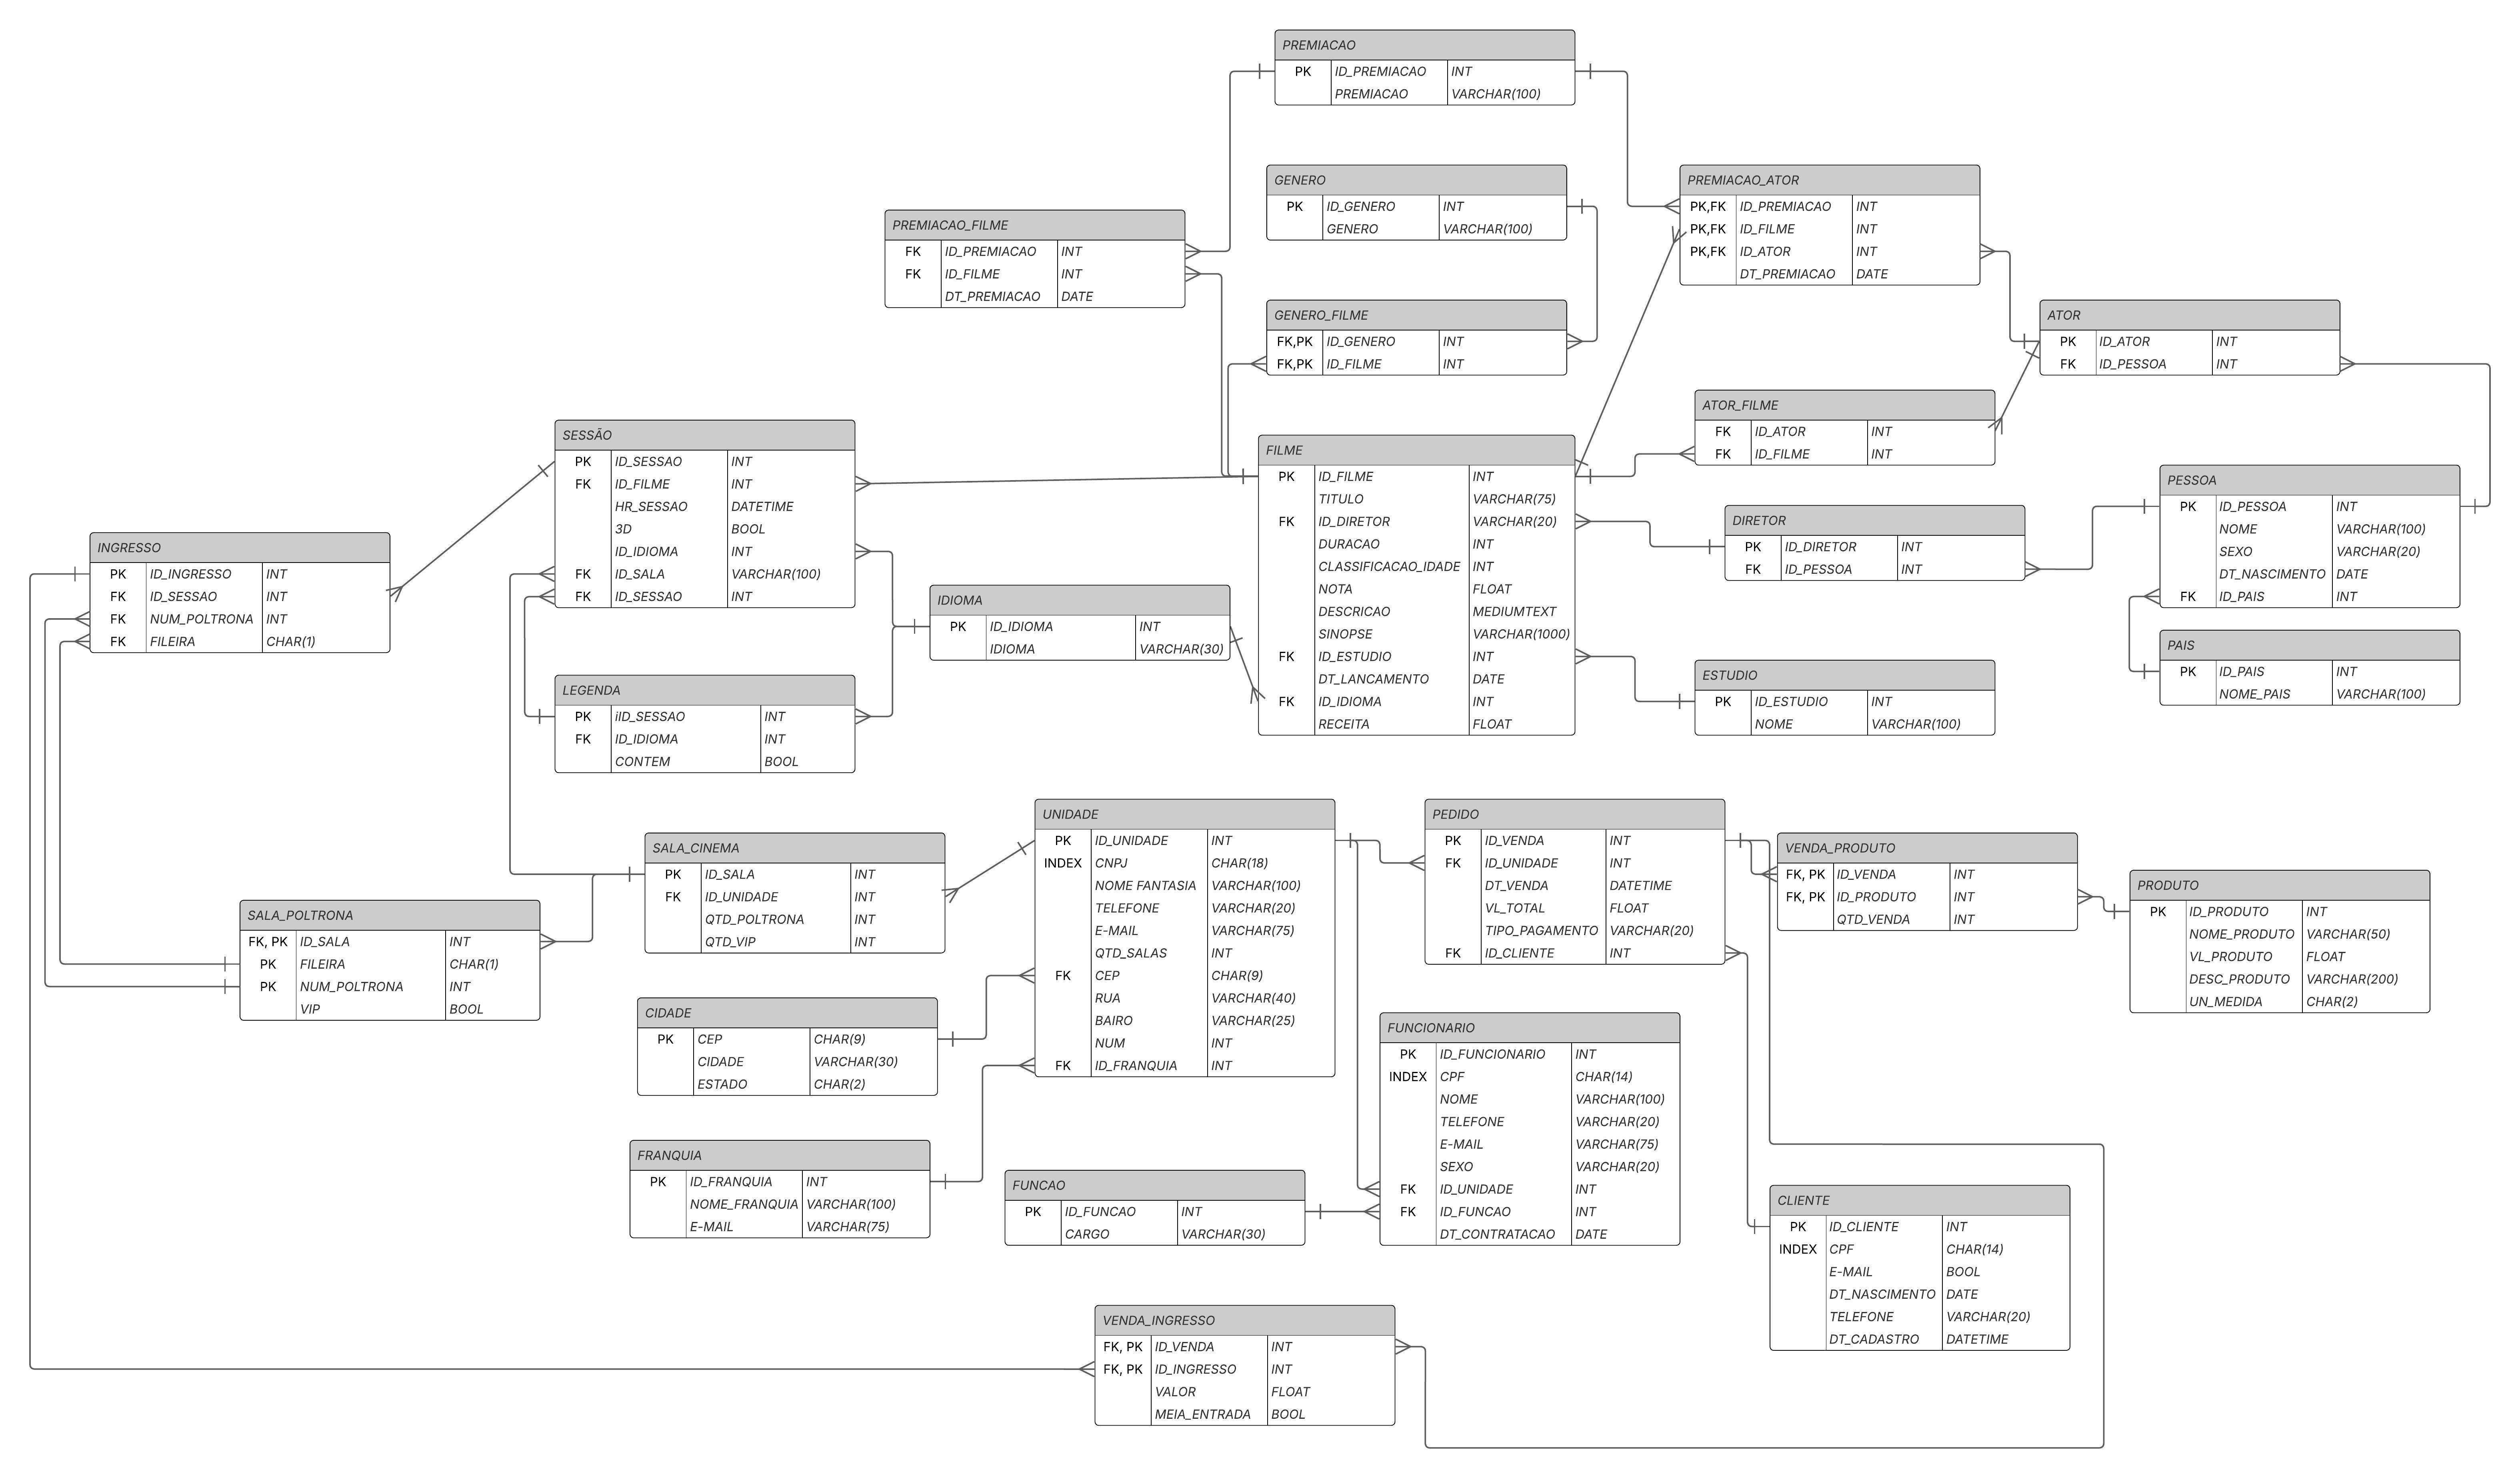 PREMIACAO
PK ID_PREMIACAO INT
PREMIACAO VARCHAR(100)
GENERO
PK ID_GENERO INT
GENERO VARCHAR(100)
PREMIACAO_ATOR
PK,FK ID_PREMIACAO INT
PK,FK ID_FILME INT
PK,FK ID_ATOR INT
DT_PREMIACAO DATE
PREMIACAO_FILME
FK ID_PREMIACAO INT
FK ID_FILME INT
DT_PREMIACAO DATE
GENERO_FILME
FK,PK ID_GENERO INT
FK,PK ID_FILME INT
ATOR
PK ID_ATOR INT
FK ID_PESSOA INT
ATOR_FILME
FK ID_ATOR INT
FK ID_FILME INT
SESSÃO
PK ID_SESSAO INT
FK ID_FILME INT
HR_SESSAO DATETIME
3D BOOL
ID_IDIOMA INT
FK ID_SALA VARCHAR(100)
FK ID_SESSAO INT
FILME
PK ID_FILME INT
TITULO VARCHAR(75)
FK ID_DIRETOR VARCHAR(20)
DURACAO INT
CLASSIFICACAO_IDADE INT
NOTA FLOAT
DESCRICAO MEDIUMTEXT
SINOPSE VARCHAR(1000)
FK ID_ESTUDIO INT
DT_LANCAMENTO DATE
FK ID_IDIOMA INT
RECEITA FLOAT
PESSOA
PK ID_PESSOA INT
NOME VARCHAR(100)
SEXO VARCHAR(20)
DT_NASCIMENTO DATE
FK ID_PAIS INT
DIRETOR
PK ID_DIRETOR INT
FK ID_PESSOA INT
INGRESSO
PK ID_INGRESSO INT
FK ID_SESSAO INT
FK NUM_POLTRONA INT
FK FILEIRA CHAR(1)
IDIOMA
PK ID_IDIOMA INT
IDIOMA VARCHAR(30)
PAIS
PK ID_PAIS INT
NOME_PAIS VARCHAR(100)
ESTUDIO
PK ID_ESTUDIO INT
NOME VARCHAR(100)
LEGENDA
PK iID_SESSAO INT
FK ID_IDIOMA INT
CONTEM BOOL
UNIDADE
PK ID_UNIDADE INT
INDEX CNPJ CHAR(18)
NOME FANTASIA VARCHAR(100)
TELEFONE VARCHAR(20)
E-MAIL VARCHAR(75)
QTD_SALAS INT
FK CEP CHAR(9)
RUA VARCHAR(40)
BAIRO VARCHAR(25)
NUM INT
FK ID_FRANQUIA INT
PEDIDO
PK ID_VENDA INT
FK ID_UNIDADE INT
DT_VENDA DATETIME
VL_TOTAL FLOAT
TIPO_PAGAMENTO VARCHAR(20)
FK ID_CLIENTE INT
SALA_CINEMA
PK ID_SALA INT
FK ID_UNIDADE INT
QTD_POLTRONA INT
QTD_VIP INT
VENDA_PRODUTO
FK, PK ID_VENDA INT
FK, PK ID_PRODUTO INT
QTD_VENDA INT
PRODUTO
PK ID_PRODUTO INT
NOME_PRODUTO VARCHAR(50)
VL_PRODUTO FLOAT
DESC_PRODUTO VARCHAR(200)
UN_MEDIDA CHAR(2)
SALA_POLTRONA
FK, PK ID_SALA INT
PK FILEIRA CHAR(1)
PK NUM_POLTRONA INT
VIP BOOL
CIDADE
PK CEP CHAR(9)
CIDADE VARCHAR(30)
ESTADO CHAR(2)
FUNCIONARIO
PK ID_FUNCIONARIO INT
INDEX CPF CHAR(14)
NOME VARCHAR(100)
TELEFONE VARCHAR(20)
E-MAIL VARCHAR(75)
SEXO VARCHAR(20)
FK ID_UNIDADE INT
FK ID_FUNCAO INT
DT_CONTRATACAO DATE
FRANQUIA
PK ID_FRANQUIA INT
NOME_FRANQUIA VARCHAR(100)
E-MAIL VARCHAR(75)
FUNCAO
PK ID_FUNCAO INT
CARGO VARCHAR(30)
CLIENTE
PK ID_CLIENTE INT
INDEX CPF CHAR(14)
E-MAIL BOOL
DT_NASCIMENTO DATE
TELEFONE VARCHAR(20)
DT_CADASTRO DATETIME
VENDA_INGRESSO
FK, PK ID_VENDA INT
FK, PK ID_INGRESSO INT
VALOR FLOAT
MEIA_ENTRADA BOOL